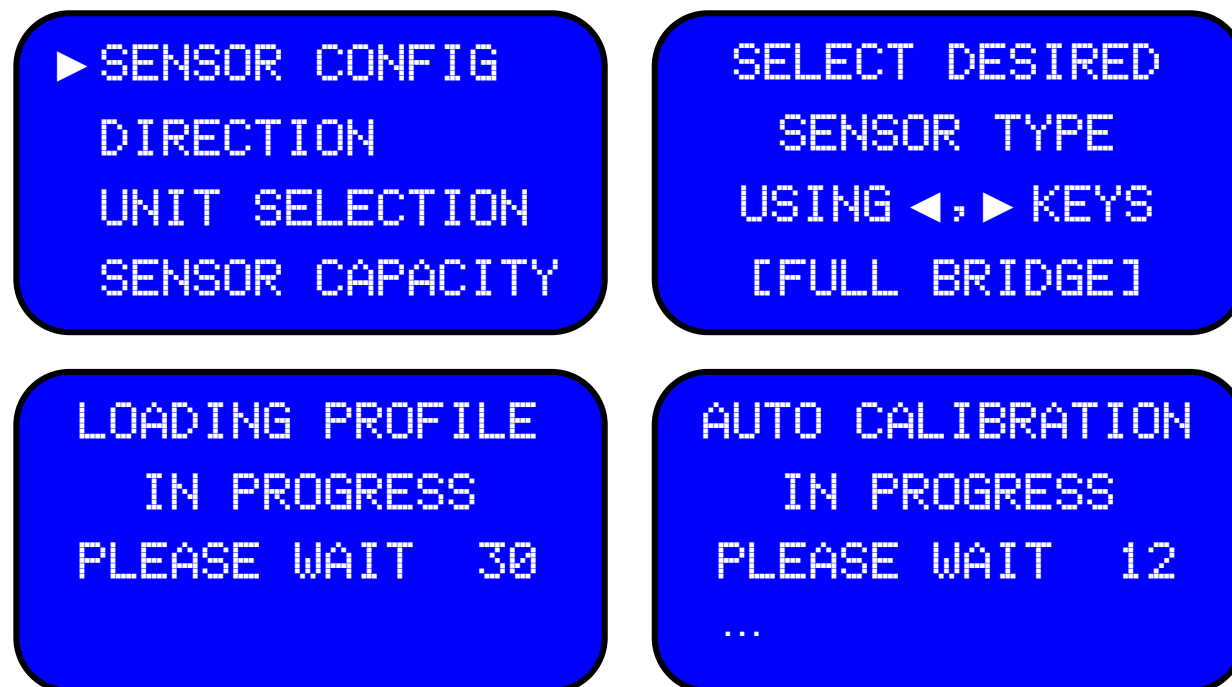 ►SENSOR CONFIG
DIRECTION
UNIT SELECTION
SENSOR CAPACITY
SELECT DESIRED
SENSOR TYPE
USING ◄,► KEYS
[FULL BRIDGE]
LOADING PROFILE
IN PROGRESS
PLEASE WAIT 30
AUTO CALIBRATION
IN PROGRESS
PLEASE WAIT 12
...